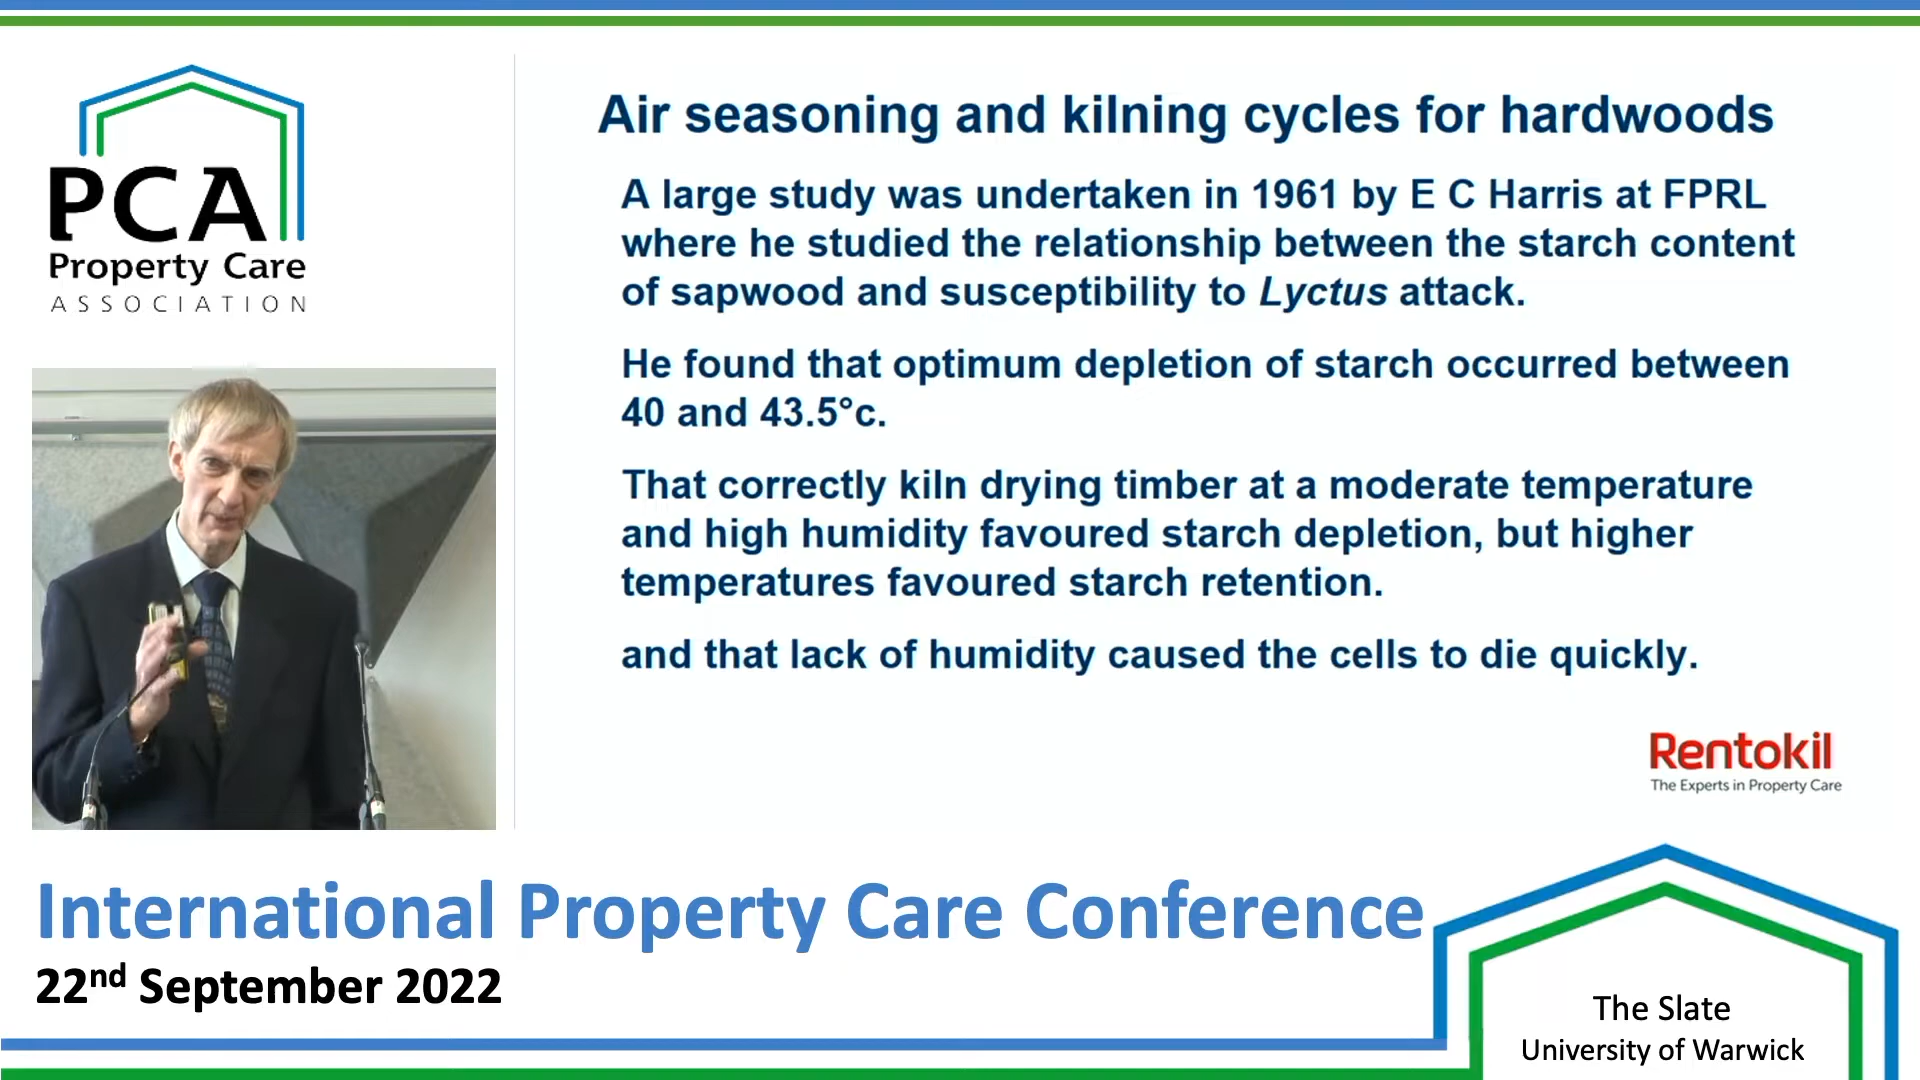 PCA
Property Care
ASSOCIATION
Air seasoning and kilning cycles for hardwoods
A large study was undertaken in 1961 by E C Harris at FPRL
where he studied the relationship between the starch content
of sapwood and susceptibility to Lyctus attack.
He found that optimum depletion of starch occurred between
40 and 43.5°c.
That correctly kiln drying timber at a moderate temperature
and high humidity favoured starch depletion, but higher
temperatures favoured starch retention.
and that lack of humidity caused the cells to die quickly.
Rentokil
The Experts in Property Care
International Property Care Conference
22nd September 2022
The Slate
University of Warwick